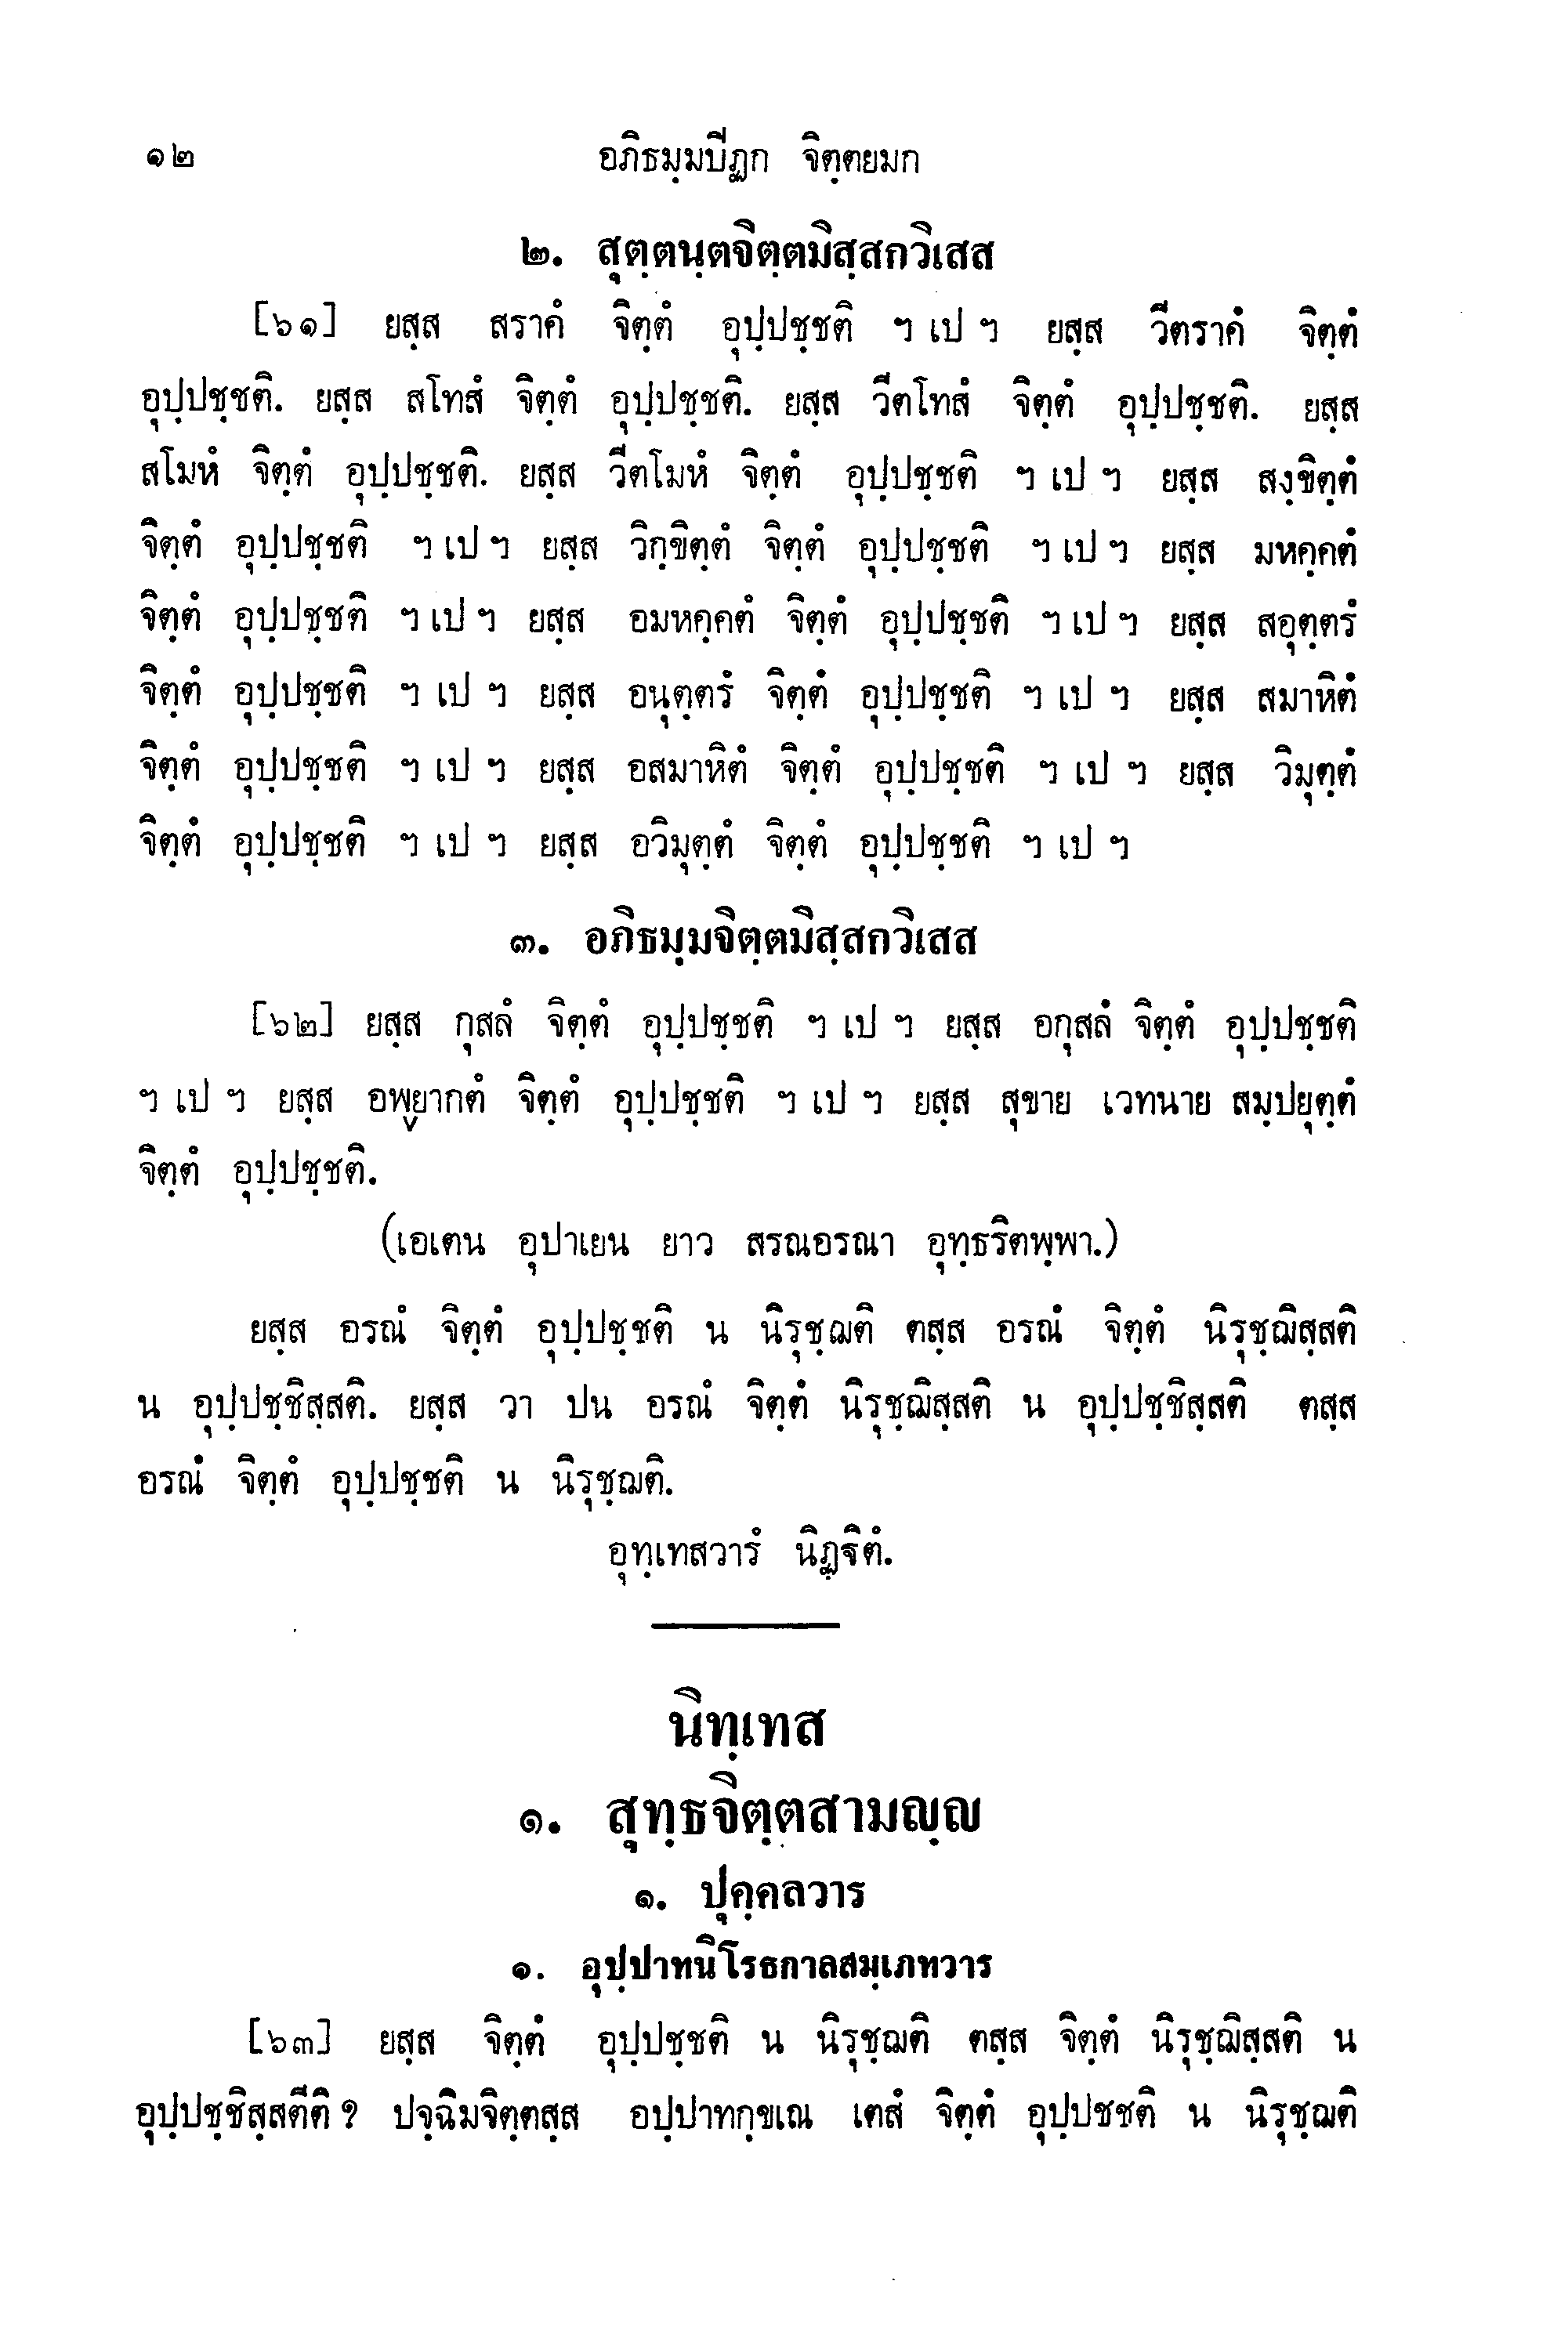 ๑๒ อภิธมฺมปีฏก จิตฺตยมก
๒. สุตฺตนฺตจิตฺตมิสฺสกวิเสส
[๖๑] ยสฺส สราคํ จิตฺตํ อุปฺปชฺชติ ฯ เป ฯ ยสฺส วีตราคํ จิตฺตํ
อุปฺปชฺชติ. ยสฺส สโทสํ จิตฺตํ อุปฺปชฺชติ. ยสฺส วีตโทสํ จิตฺตํ อุปฺปชฺชติ. ยสฺส
สโมหํ จิตฺตํ อุปฺปชฺชติ. ยสฺส วีตโมหํ จิตฺตํ อุปฺปชฺชติ ฯ เป ฯ ยสฺส สงฺขิตฺตํ
จิตฺตํ อุปฺปชฺชติ ฯ เป ฯ ยสฺส วิกฺขิตฺตํ จิตฺตํ อุปฺปชฺชติ ฯ เป ฯ ยสฺส มหคฺคตํ
จิตฺตํ อุปฺปชฺชติ ฯ เป ฯ ยสฺส อมหคฺคตํ จิตฺตํ อุปฺปชฺชติ ฯ เป ฯ ยสฺส สอุตฺตรํ
จิตฺตํ อุปฺปชฺชติ ฯ เป ฯ ยสฺส อนุตฺตรํ จิตฺตํ อุปฺปชฺชติ ฯ เป ฯ ยสฺส สมาหิตํ
จิตฺตํ อุปฺปชฺชติ ฯ เป ฯ ยสฺส อสมาหิตํ จิตฺตํ อุปฺปชฺชติ ฯ เป ฯ ยสฺส วิมุตฺตํ
จิตฺตํ อุปฺปชฺชติ ฯ เป ฯ ยสฺส อวิมุตฺตํ จิตฺตํ อุปฺปชฺชติ ฯ เป ฯ
๓. อภิธมฺมจิตฺตมิสฺสกวิเสส
[๖๒] ยสฺส กุสลํ จิตฺตํ อุปฺปชฺชติ ฯ เป ฯ ยสฺส อกุสลํ จิตฺตํ อุปฺปชฺชติ
ฯ เป ฯ ยสฺส อพฺยากตํ จิตฺตํ อุปฺปชฺชติ ฯ เป ฯ ยสฺส สุขาย เวทนาย สมฺปยุตฺตํ
จิตฺตํ อุปฺปชฺชติ.
(เอเตน อุปาเยน ยาว สรณอรณา อุทฺธริตพฺพา.)
ยสฺส อรณํ จิตฺตํ อุปฺปชฺชติ น นิรุชฺฌติ ตสฺส อรณํ จิตฺตํ นิรุชฺฌิสฺสติ
น อุปฺปชฺชิสฺสติ. ยสฺส วา ปน อรณํ จิตฺตํ นิรุชฺฌิสฺสติ น อุปฺปชฺชิสฺสติ ตสฺส
อรณํ จิตฺตํ อุปฺปชฺชติ น นิรุชฺฌติ.
อุทฺเทสวารํ นิฏฺฐิตํ.
นิทฺเทส
๑. สุทฺธจิตฺตสามญฺญ
๑. ปุคฺคลวาร
๑. อุปฺปาทนิโรธกาลสมฺเภทวาร
[๖๓] ยสฺส จิตฺตํ อุปฺปชฺชติ น นิรุชฺฌติ ตสฺส จิตฺตํ นิรุชฺฌิสฺสติ น
อุปฺปชฺชิสฺสตีติ ? ปจฺฉิมจิตฺตสฺส อปฺปาทกฺขเณ เตสํ จิตฺตํ อุปฺปชชติ น นิรุชฺฌติ